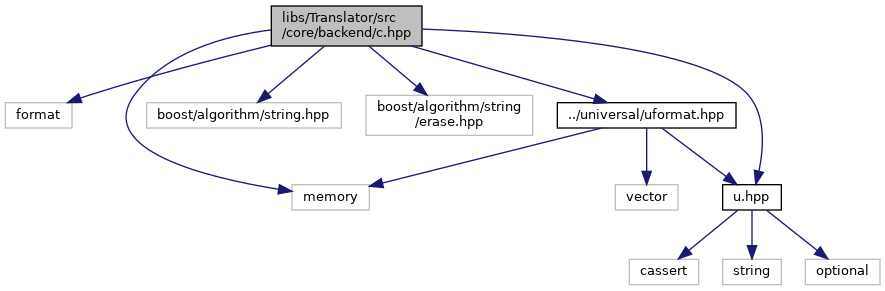 libs/Translator/src
/core/backend/c.hpp
format
boost/algorithm/string.hpp
boost/algorithm/string
/erase.hpp
../universal/uformat.hpp
memory
vector
u.hpp
cassert
string
optional